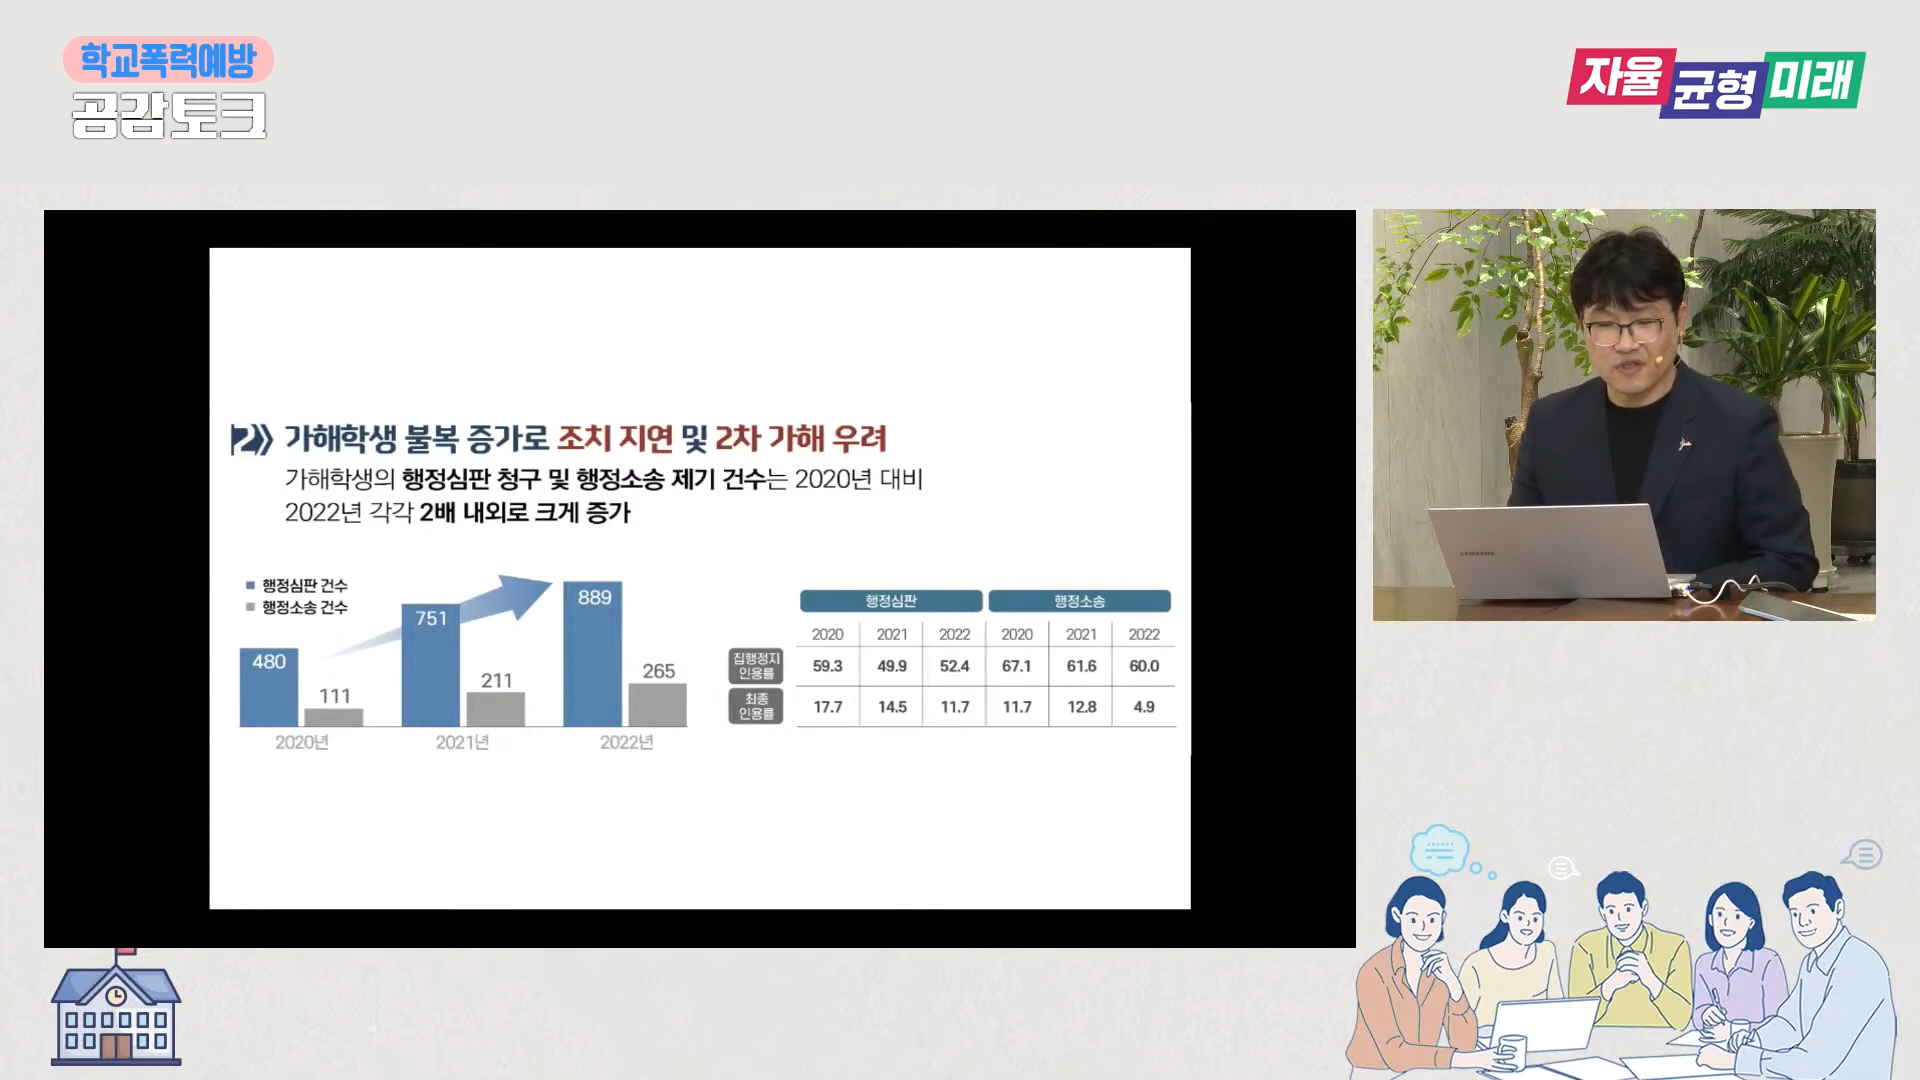 학교폭력예방
공감토크
자율 균형 미래
2 가해학생 불복 증가로 조치 지연 및 2차 가해 우려
가해학생의 행정심판 청구 및 행정소송 제기 건수는 2020년 대비
2022년 각각 2배 내외로 크게 증가
행정심판 건수
행정소송 건수
480
111
751
211
889
265
2020년
2021년
2022년
행정심판 행정소송
2020 2021 2022 2020 2021 2022
집행정지
인용률
59.3 49.9 52.4 67.1 61.6 60.0
최종
인용률
17.7 14.5 11.7 11.7 12.8 4.9
SAMSUNG